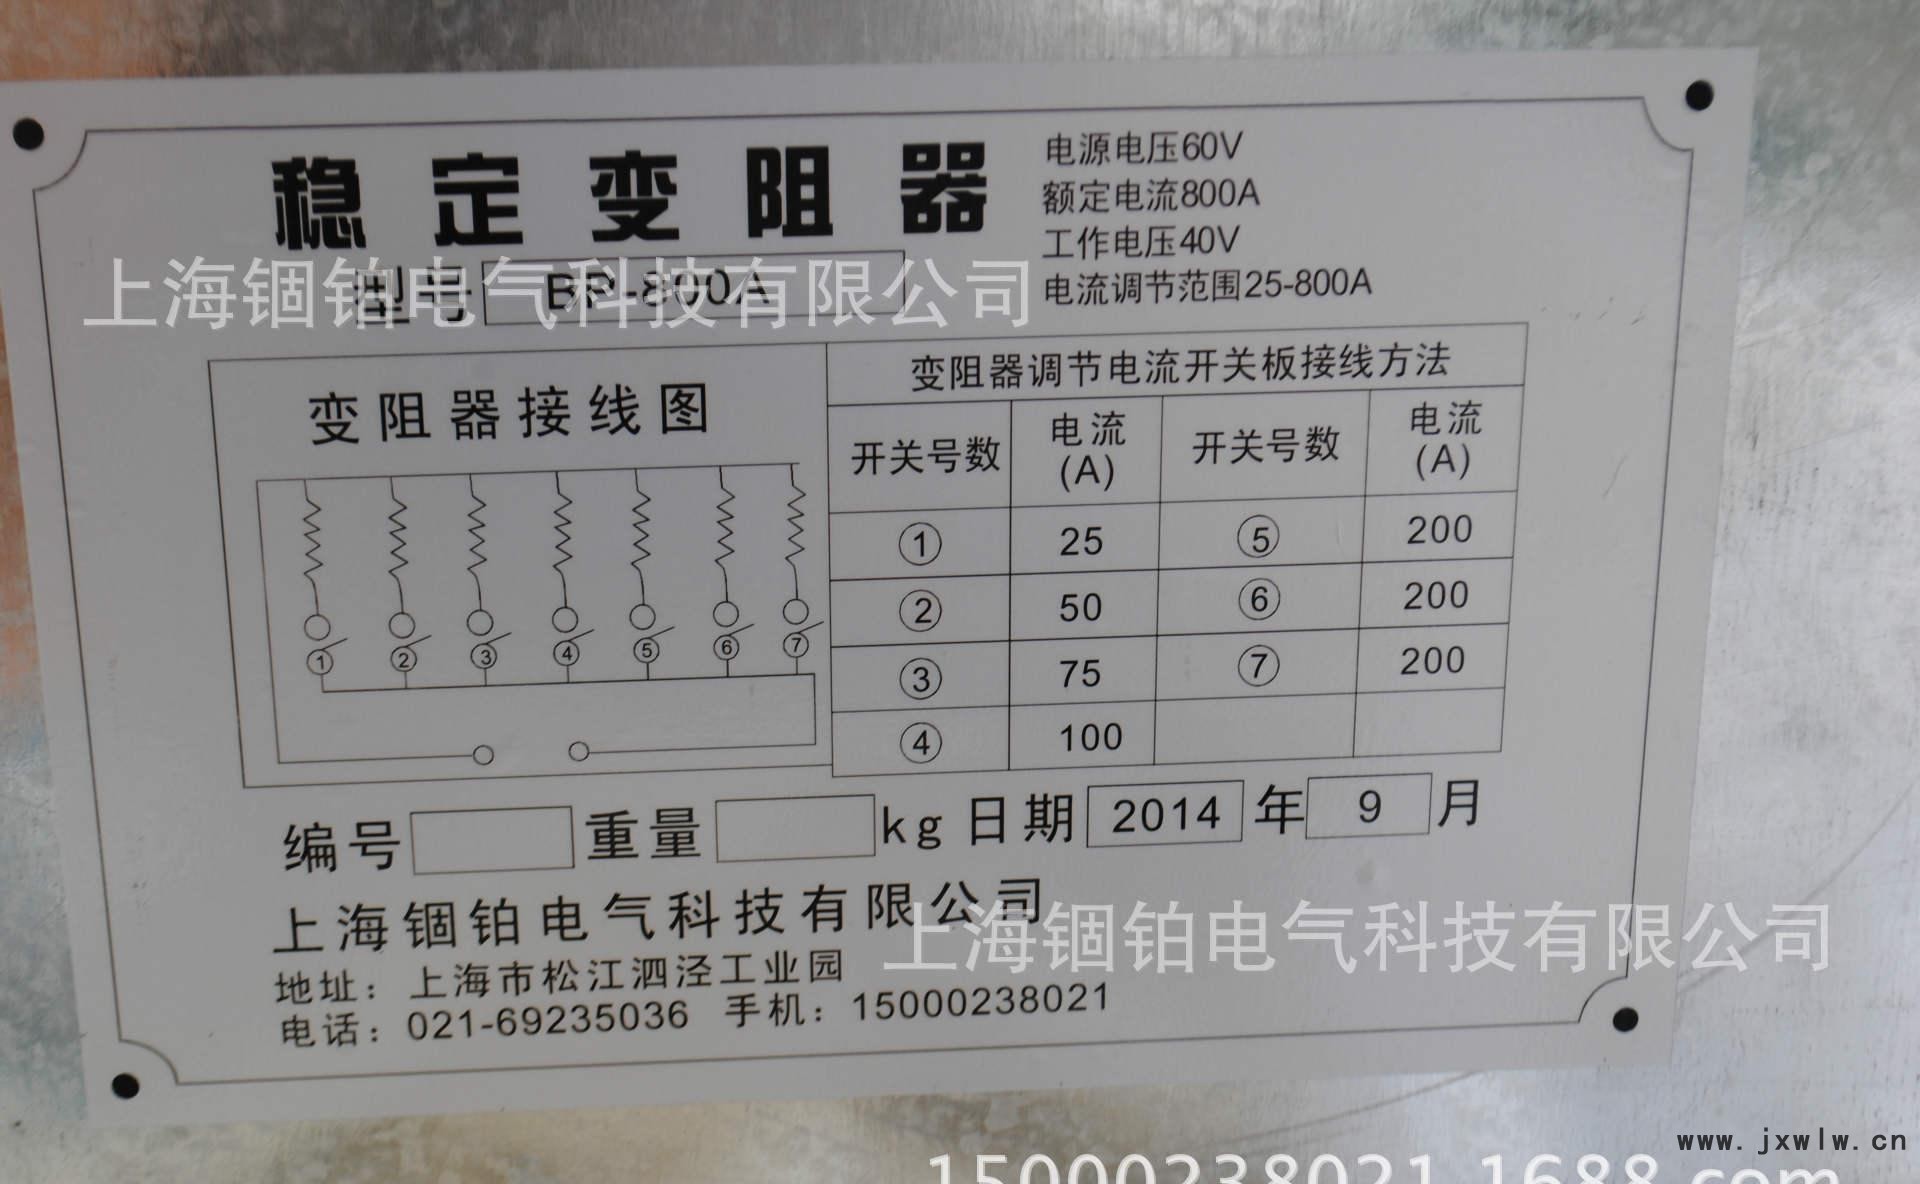 稳定变阻器
电源电压60V
额定电流800A
工作电压40V
电流调节范围25-800A
型号 BP-800A
上海锢铂电气科技有限公司
变阻器接线图
1 2 3 4 5 6 7
变阻器调节电流开关板接线方法
开关号数 电流(A) 开关号数 电流(A)
① 25 ⑤ 200
② 50 ⑥ 200
③ 75 ⑦ 200
④ 100
编号 重量 kg 日期 2014 年 9 月
上海锢铂电气科技有限公司
上海锢铂电气科技有限公司
地址：上海市松江泗泾工业园
电话：021-69235036 手机：15000238021
www.jxwlw.cn
15000238021.1688.com